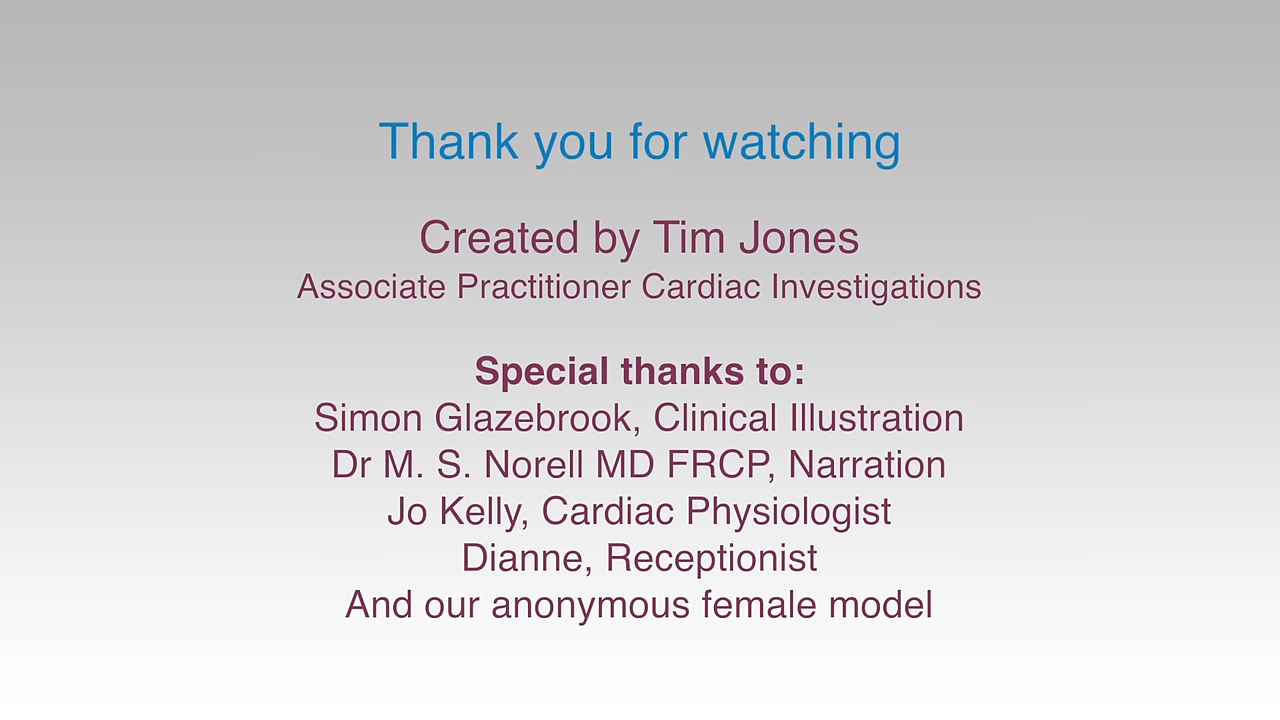 Thank you for watching
Created by Tim Jones
Associate Practitioner Cardiac Investigations
Special thanks to:
Simon Glazebrook, Clinical Illustration
Dr M. S. Norell MD FRCP, Narration
Jo Kelly, Cardiac Physiologist
Dianne, Receptionist
And our anonymous female model